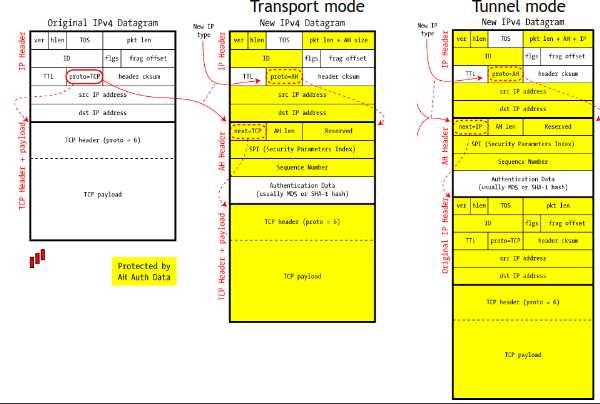 Transport mode
Tunnel mode
Original IPv4 Datagram
IP Header
ver hlen TOS pkt len
ID flgs frag offset
TTL proto=TCP header cksum
src IP address
dst IP address
TCP Header + payload
TCP header (proto = 6)
TCP payload
Protected by
AH Auth Data
New IP
type
New IPv4 Datagram
IP Header
ver hlen TOS pkt len + AH size
ID flgs frag offset
TTL proto=AH header cksum
src IP address
dst IP address
AH Header
next=TCP AH len Reserved
SPI (Security Parameters Index)
Sequence Number
Authentication Data
(usually MD5 or SHA-1 hash)
TCP Header + payload
TCP header (proto = 6)
TCP payload
New IP
type
New IPv4 Datagram
IP Header
ver hlen TOS pkt len + AH + IP
ID flgs frag offset
TTL proto=AH header cksum
src IP address
dst IP address
AH Header
next=IP AH len Reserved
SPI (Security Parameters Index)
Sequence Number
Authentication Data
(usually MD5 or SHA-1 hash)
Original IP Header
ver hlen TOS pkt len
ID flgs frag offset
TTL proto=TCP header cksum
src IP address
dst IP address
TCP header (proto = 6)
TCP payload